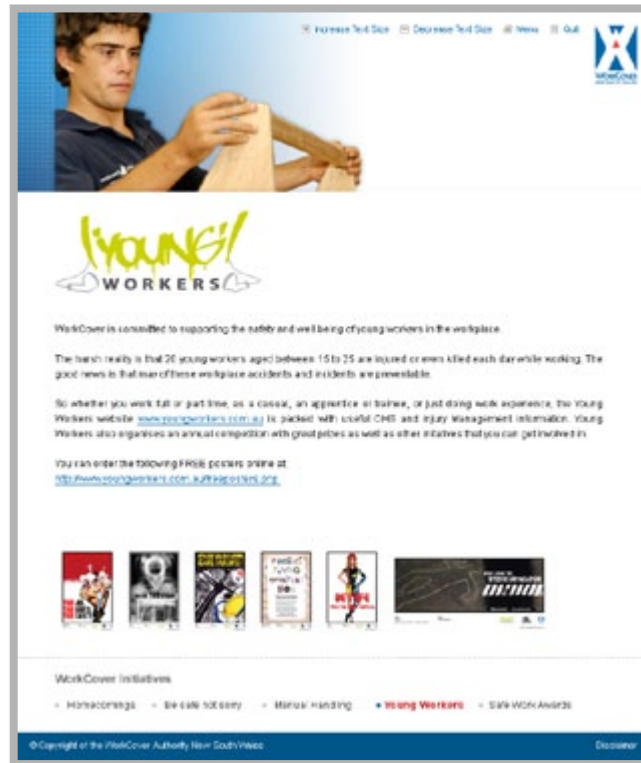 Increase Text Size Decrease Text Size Menu Quit
WorkCover
YOUNG
WORKERS
WorkCover is committed to supporting the safety and well being of young workers in the workplace.
The harsh reality is that 20 young workers aged between 15 to 25 are injured or even killed each day while working. The
good news is that many of these workplace accidents and incidents are preventable.
So whether you work full or part time, as a casual, an apprentice or trainee, or just doing work experience, the Young
Workers website www.youngworkers.com.au is packed with useful OHS and Injury Management information. Young
Workers also organises an annual competition with great prizes as well as other initiatives that you can get involved in.
You can order the following FREE posters online at:
WorkCover Initiatives
Homecomings Be safe not sorry Manual Handling Young Workers Safe Work Awards
© Copyright of the WorkCover Authority New South Wales Disclaimer